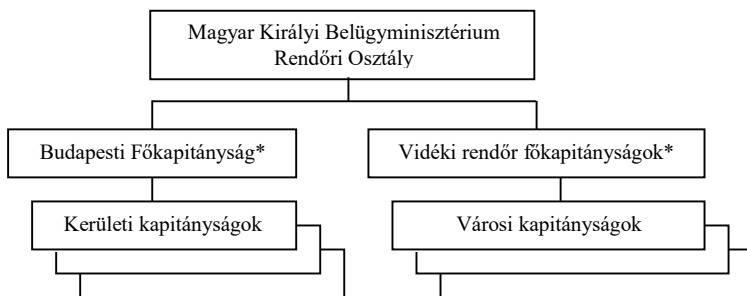 Magyar Királyi Belügyminisztérium
Rendőri Osztály
Budapesti Főkapitányság*
Vidéki rendőr főkapitányságok*
Kerületi kapitányságok
Városi kapitányságok